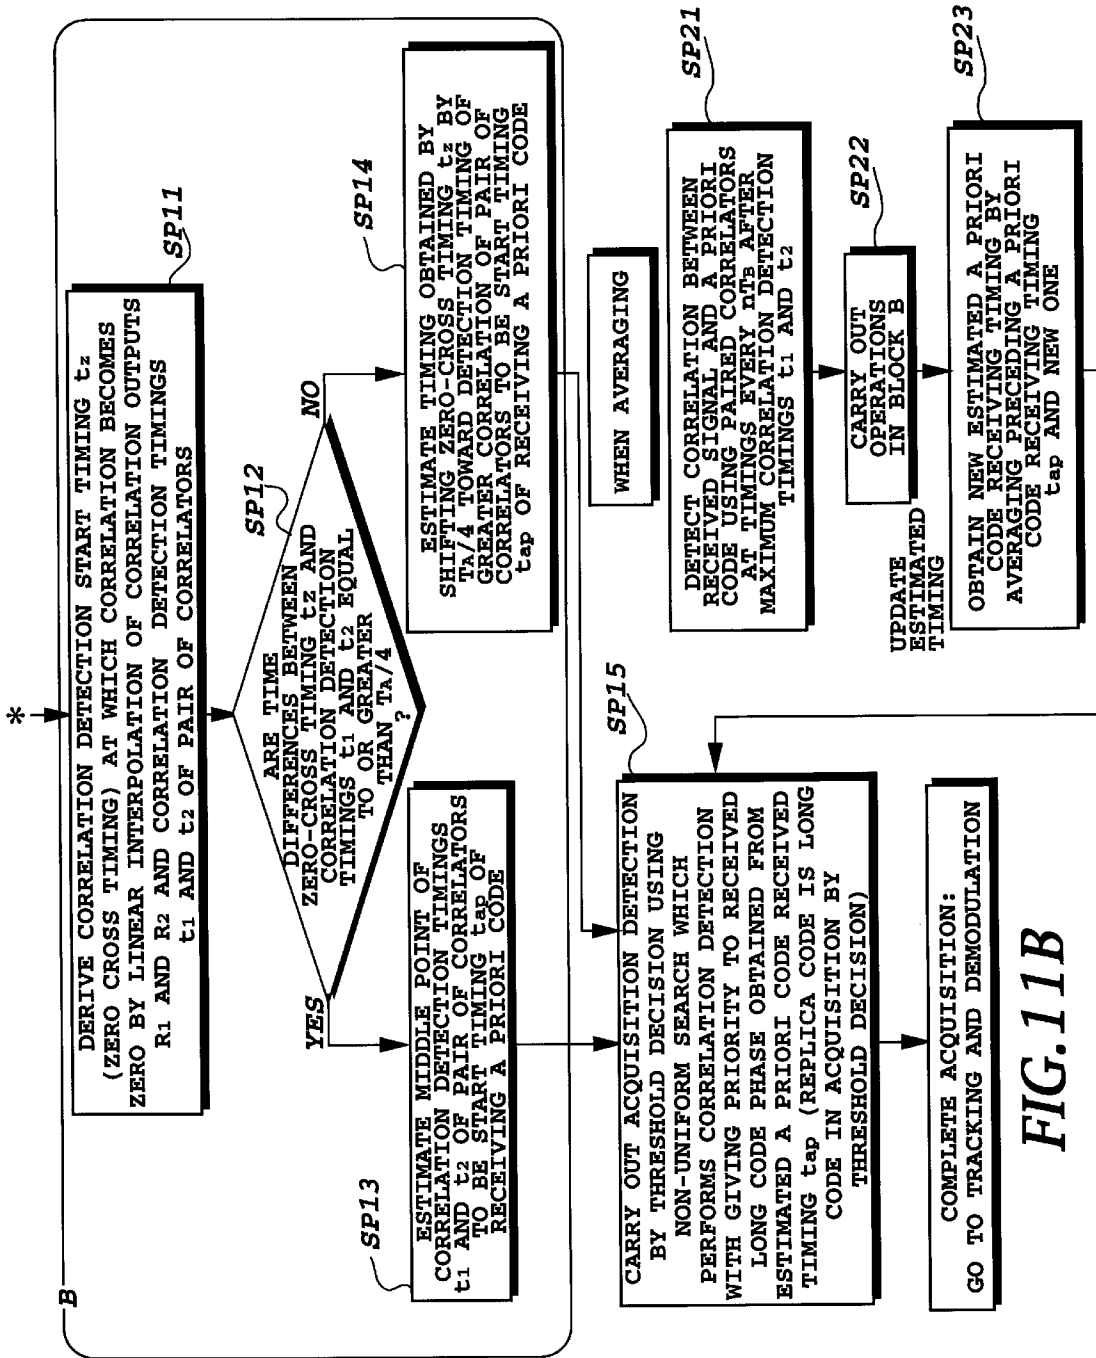 *
B
DERIVE CORRELATION DETECTION START TIMING tz
(ZERO CROSS TIMING) AT WHICH CORRELATION BECOMES
ZERO BY LINEAR INTERPOLATION OF CORRELATION OUTPUTS
R1 AND R2 AND CORRELATION DETECTION TIMINGS
t1 AND t2 OF PAIR OF CORRELATORS
SP11
ARE TIME
DIFFERENCES BETWEEN
ZERO-CROSS TIMING tz AND
CORRELATION DETECTION
TIMINGS t1 AND t2 EQUAL
TO OR GREATER
THAN TA/4
?
SP12
YES
NO
ESTIMATE MIDDLE POINT OF
CORRELATION DETECTION TIMINGS
t1 AND t2 OF PAIR OF CORRELATORS
TO BE START TIMING tap OF
RECEIVING A PRIORI CODE
SP13
ESTIMATE TIMING OBTAINED BY
SHIFTING ZERO-CROSS TIMING tz BY
TA/4 TOWARD DETECTION TIMING OF
GREATER CORRELATION OF PAIR OF
CORRELATORS TO BE START TIMING
tap OF RECEIVING A PRIORI CODE
SP14
CARRY OUT ACQUISITION DETECTION
BY THRESHOLD DECISION USING
NON-UNIFORM SEARCH WHICH
PERFORMS CORRELATION DETECTION
WITH GIVING PRIORITY TO RECEIVED
LONG CODE PHASE OBTAINED FROM
ESTIMATED A PRIORI CODE RECEIVED
TIMING tap (REPLICA CODE IS LONG
CODE IN ACQUISITION BY
THRESHOLD DECISION)
SP15
COMPLETE ACQUISITION:
GO TO TRACKING AND DEMODULATION
WHEN AVERAGING
DETECT CORRELATION BETWEEN
RECEIVED SIGNAL AND A PRIORI
CODE USING PAIRED CORRELATORS
AT TIMINGS EVERY nTB AFTER
MAXIMUM CORRELATION DETECTION
TIMINGS t1 AND t2
SP21
CARRY OUT
OPERATIONS
IN BLOCK B
SP22
UPDATE
ESTIMATED
TIMING
OBTAIN NEW ESTIMATED A PRIORI
CODE RECEIVING TIMING BY
AVERAGING PRECEDING A PRIORI
CODE RECEIVING TIMING
tap AND NEW ONE
SP23
FIG.11B